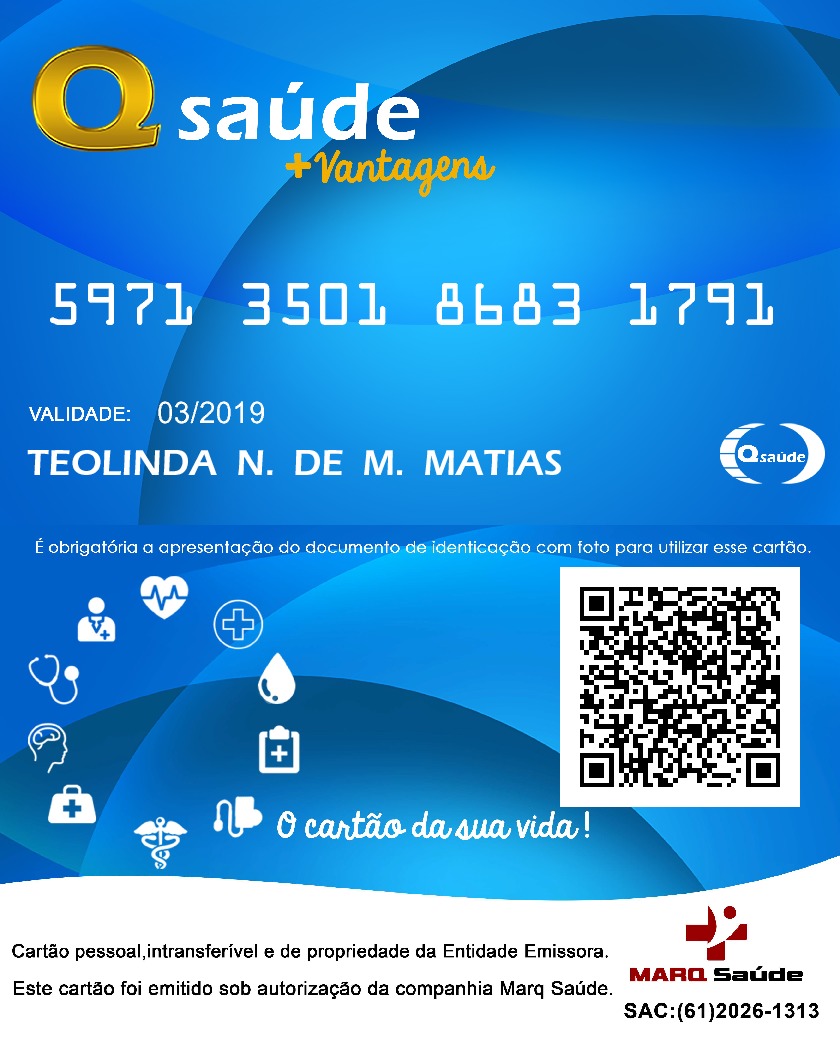 Q saúde
+Vantagens
5971 3501 8683 1791
VALIDADE: 03/2019
TEOLINDA N. DE M. MATIAS
Qsaúde
É obrigatória a apresentação do documento de identicação com foto para utilizar esse cartão.
O cartão da sua vida!
Cartão pessoal,intransferível e de propriedade da Entidade Emissora.
Este cartão foi emitido sob autorização da companhia Marq Saúde.
MARQ Saúde
SAC:(61)2026-1313